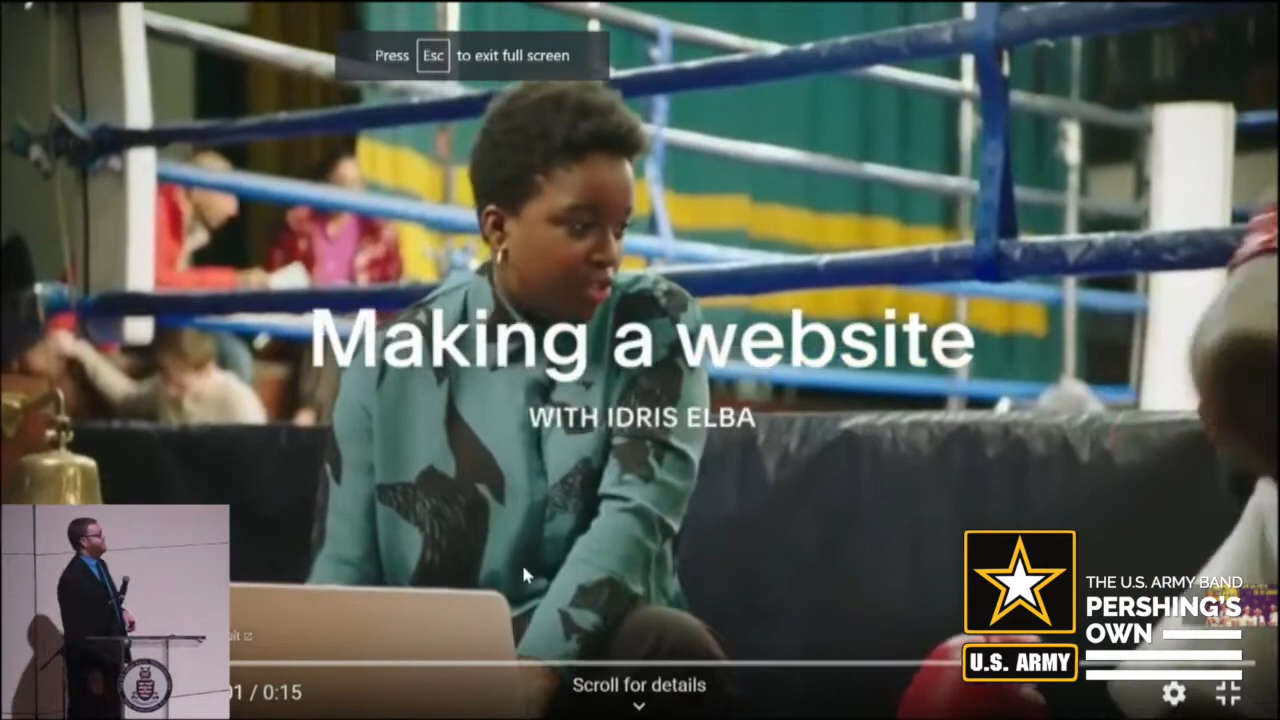 Press Esc to exit full screen
Making a website
WITH IDRIS ELBA
THE U.S. ARMY BAND
PERSHING'S
OWN
U.S. ARMY
1 / 0:15
Scroll for details